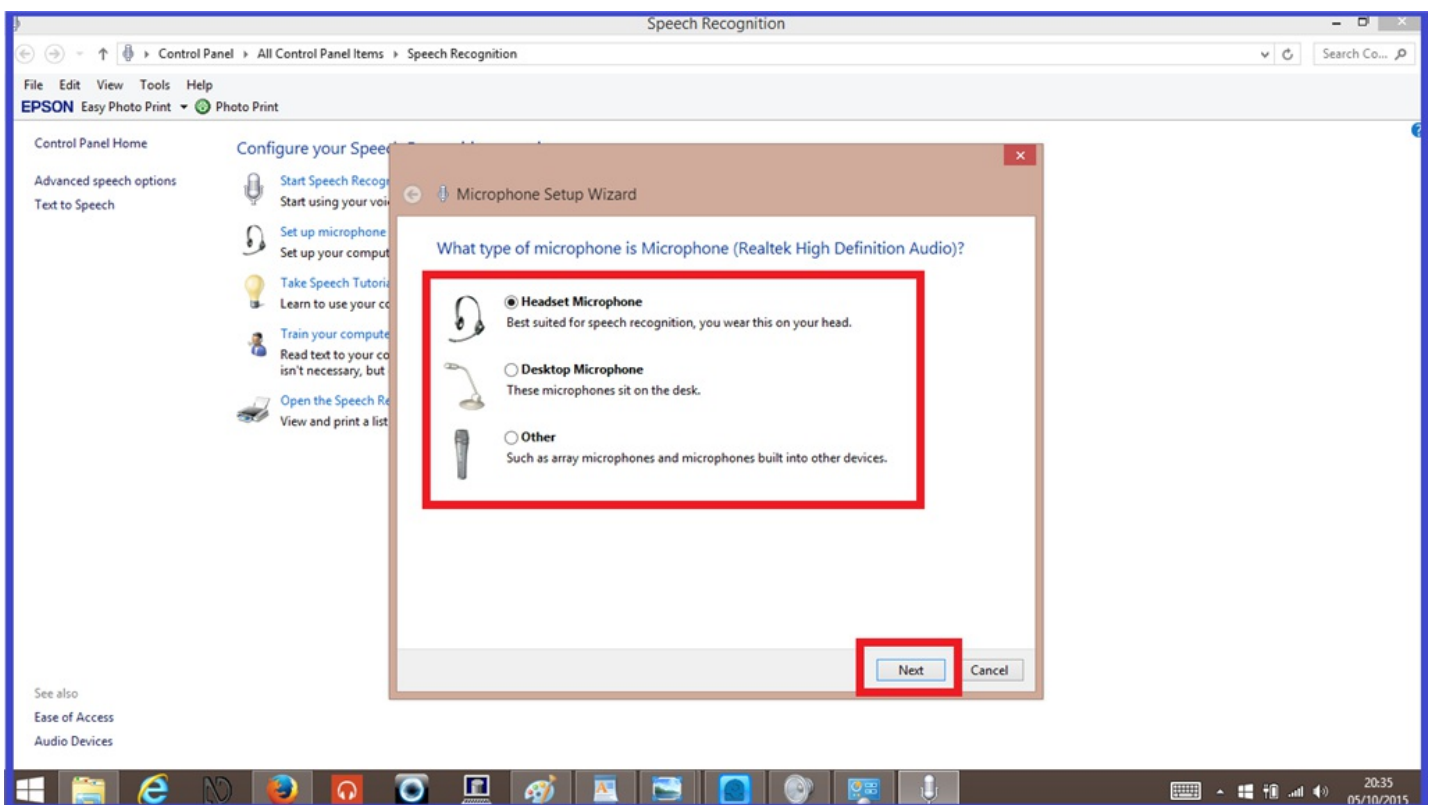 Speech Recognition
Control Panel All Control Panel Items Speech Recognition
Search Co...
File Edit View Tools Help
EPSON Easy Photo Print Photo Print
Control Panel Home
Advanced speech options
Text to Speech
Configure your Speec
Start Speech Recogn
Start using your voi
Set up microphone
Set up your comput
Take Speech Tutoria
Learn to use your co
Train your compute
Read text to your co
isn't necessary, but
Open the Speech Re
View and print a list
Microphone Setup Wizard
What type of microphone is Microphone (Realtek High Definition Audio)?
Headset Microphone
Best suited for speech recognition, you wear this on your head.
Desktop Microphone
These microphones sit on the desk.
Other
Such as array microphones and microphones built into other devices.
Next Cancel
See also
Ease of Access
Audio Devices
20:35
05/10/2015